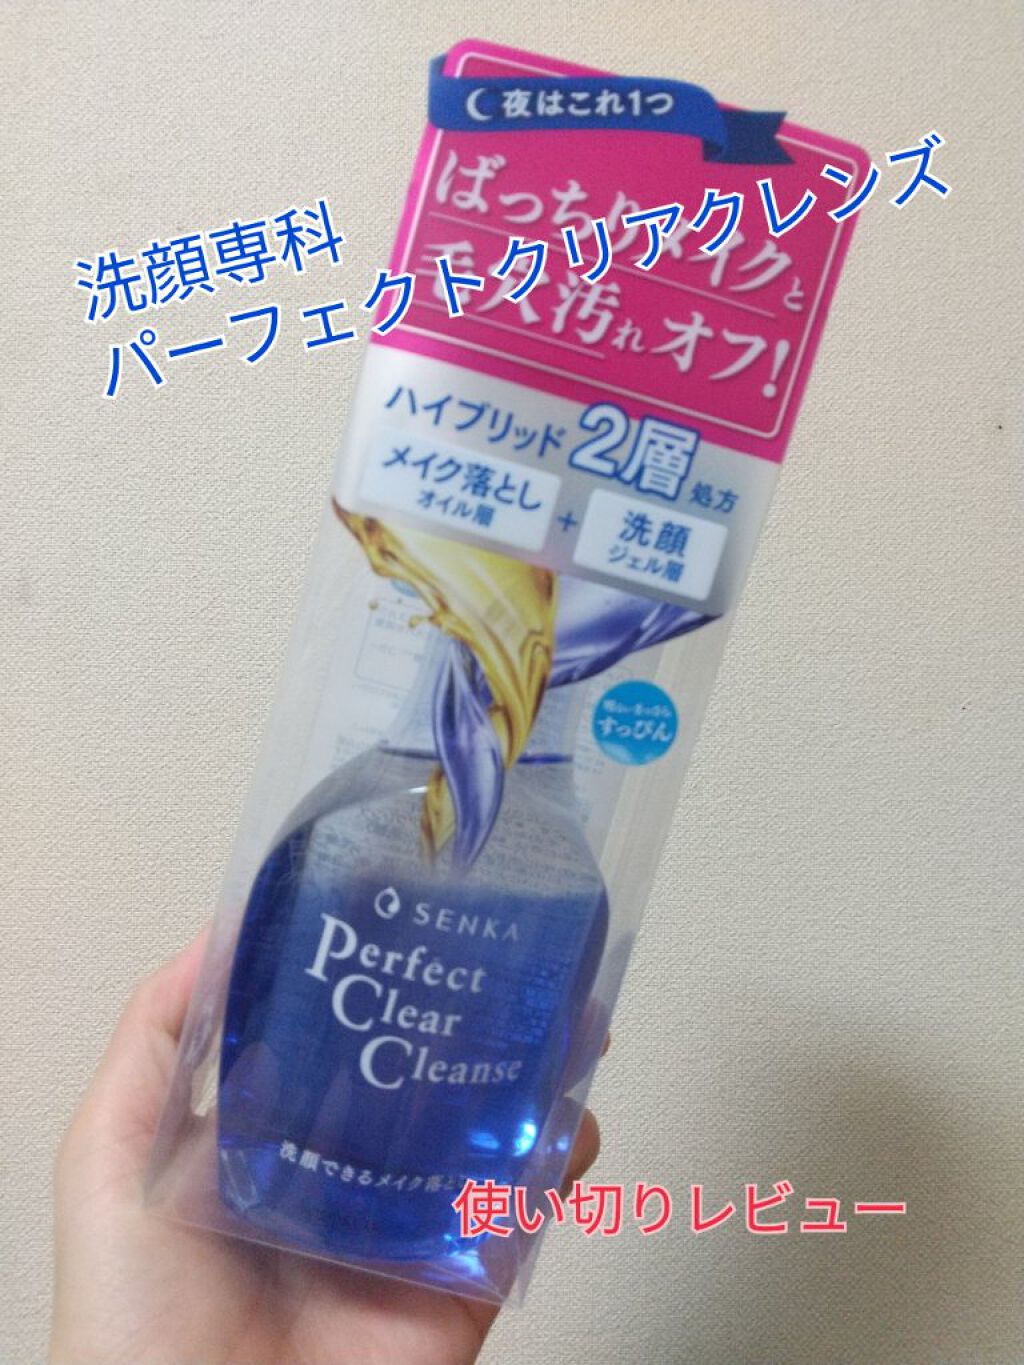 夜はこれ1つ
ばっちりメイクと
毛穴汚れオフ!
洗顔専科
パーフェクトクリアクレンズ
ハイブリッド2層処方
メイク落とし
オイル層
+
洗顔
ジェル層
すっぴん
SENKA
Perfect
Clear
Cleanse
洗顔できるメイク落とし
使い切りレビュー